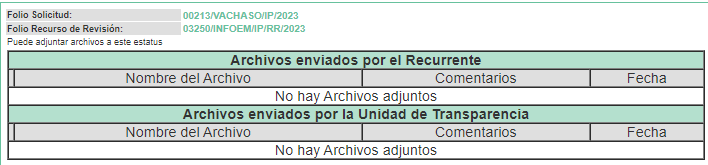 Folio Solicitud: 00213/VACHASO/IP/2023
Folio Recurso de Revisión: 03250/INFOEM/IP/RR/2023
Puede adjuntar archivos a este estatus
Archivos enviados por el Recurrente
Nombre del Archivo Comentarios Fecha
No hay Archivos adjuntos
Archivos enviados por la Unidad de Transparencia
Nombre del Archivo Comentarios Fecha
No hay Archivos adjuntos